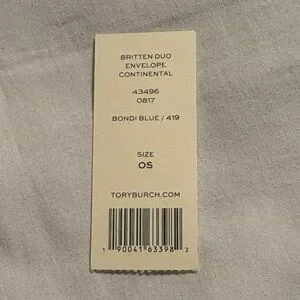 BRITTEN DUO
ENVELOPE
CONTINENTAL
43496
0817
BONDI BLUE / 419
SIZE
OS
TORYBURCH.COM
1 90041 63398 2